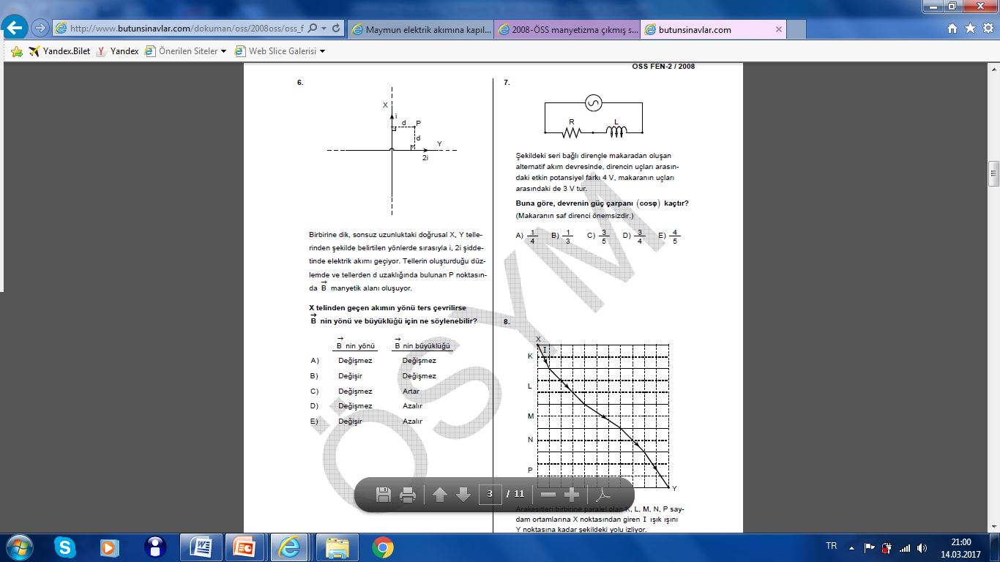 http://www.butunsinavlar.com/dokuman/oss/2008oss/oss_f
Maymun elektrik akımına kapıl...
2008-ÖSS manyetizma çıkmış s...
butunsinavlar.com
Yandex.Bilet
Yandex
Önerilen Siteler
Web Slice Galerisi
ÖSS FEN-2 / 2008
6.
X
i
d
P
d
Y
2i
Birbirine dik, sonsuz uzunluktaki doğrusal X, Y telle-
rinden şekilde belirtilen yönlerde sırasıyla i, 2i şidde-
tinde elektrik akımı geçiyor. Tellerin oluşturduğu düz-
lemde ve tellerden d uzaklığında bulunan P noktasın-
da B manyetik alanı oluşuyor.
X telinden geçen akımın yönü ters çevrilirse
B nin yönü ve büyüklüğü için ne söylenebilir?
B nin yönü B nin büyüklüğü
A) Değişmez Değişmez
B) Değişir Değişmez
C) Değişmez Artar
D) Değişmez Azalır
E) Değişir Azalır
7.
R
L
Şekildeki seri bağlı dirençle makaradan oluşan
alternatif akım devresinde, direncin uçları arasın-
daki etkin potansiyel farkı 4 V, makaranın uçları
arasındaki de 3 V tur.
Buna göre, devrenin güç çarpanı (cosφ) kaçtır?
(Makaranın saf direnci önemsizdir.)
A) 1/4 B) 1/3 C) 3/5 D) 3/4 E) 4/5
8.
X
I
K
L
M
N
P
Y
Arakesitleri birbirine paralel olan K, L, M, N, P say-
dam ortamlarına X noktasından giren I ışık ışını
Y noktasına kadar şekildeki yolu izliyor.
ÖSYM
3 / 11
TR
21:00
14.03.2017